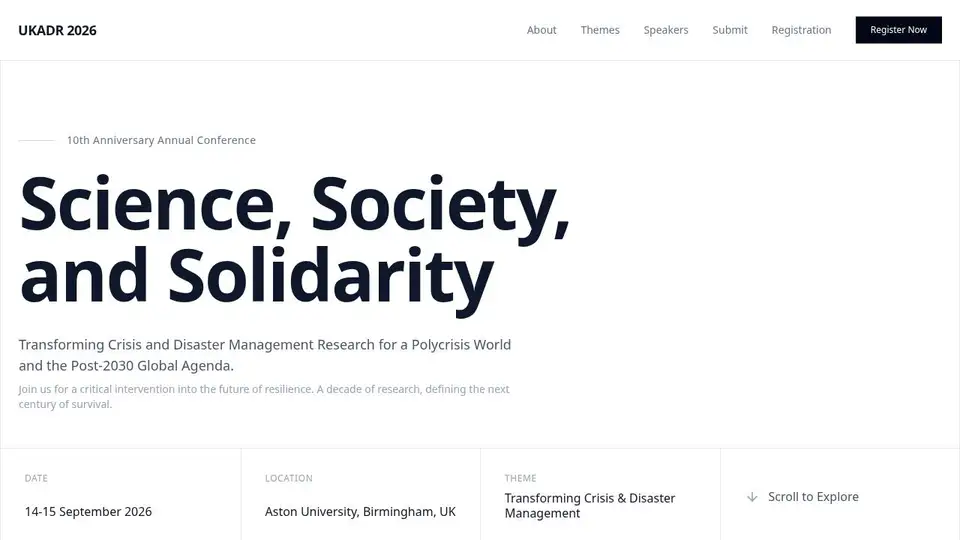 UKADR 2026
About
Themes
Speakers
Submit
Registration
Register Now
10th Anniversary Annual Conference
Science, Society,
and Solidarity
Transforming Crisis and Disaster Management Research for a Polycrisis World
and the Post-2030 Global Agenda.
Join us for a critical intervention into the future of resilience. A decade of research, defining the next
century of survival.
DATE
14-15 September 2026
LOCATION
Aston University, Birmingham, UK
THEME
Transforming Crisis & Disaster
Management
Scroll to Explore